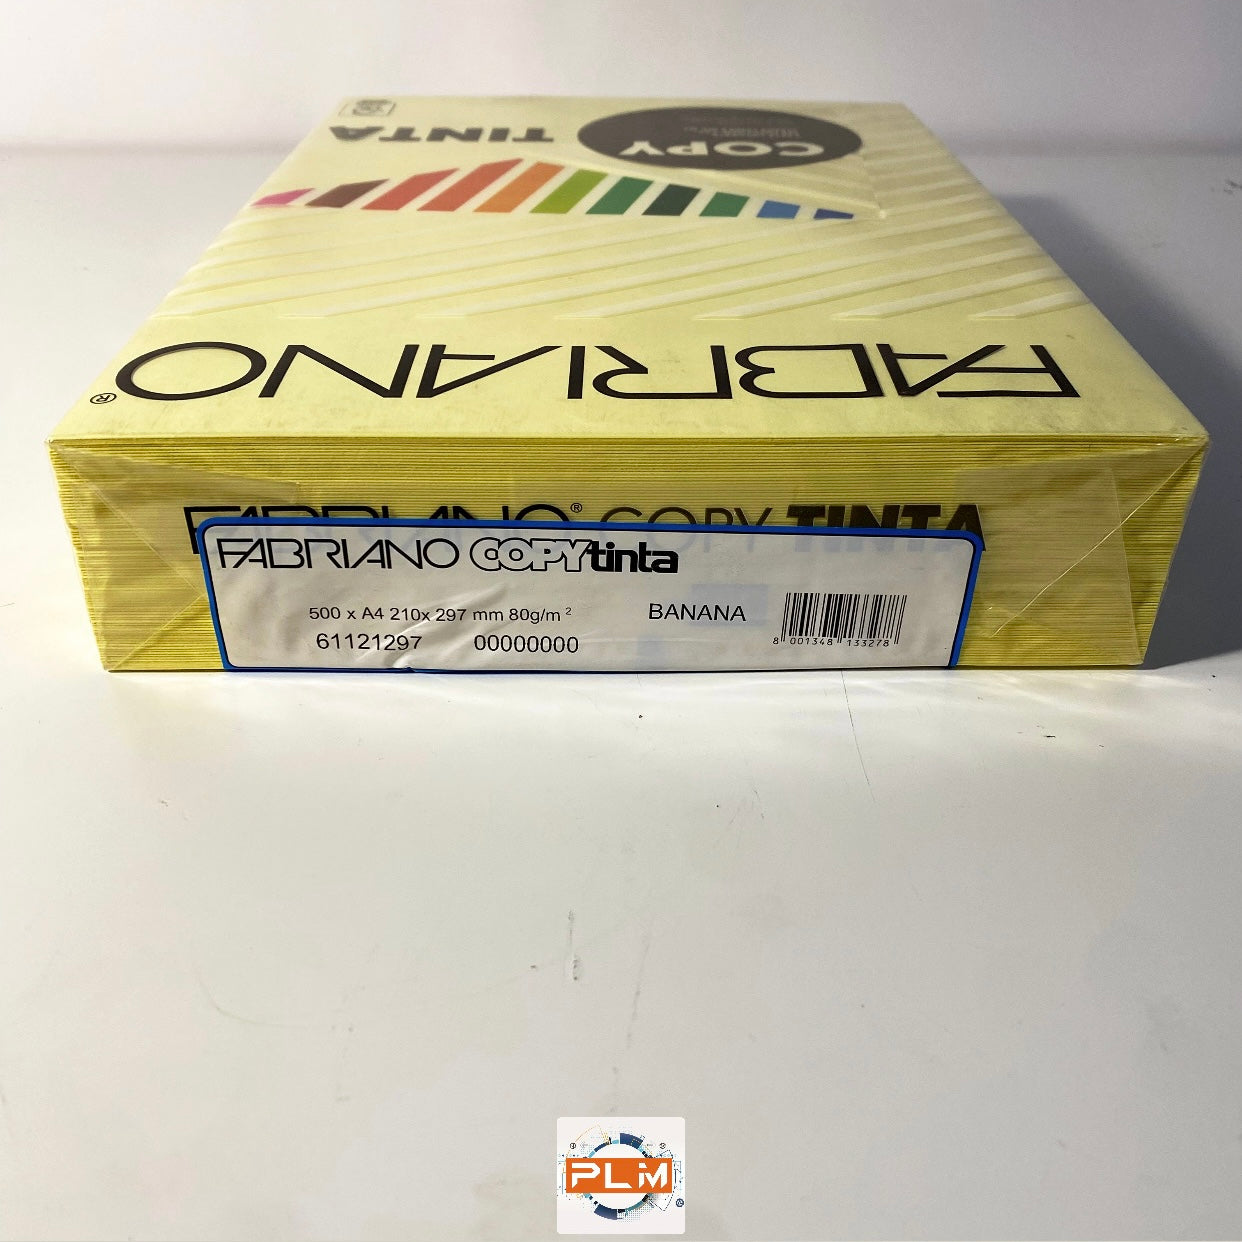 TINTA
COPY
FABRIANO®
FABRIANO® COPY TINTA
FABRIANO COPYtinta
500 x A4 210x 297 mm 80g/m²
BANANA
61121297 00000000
8 001348 133278
PLM